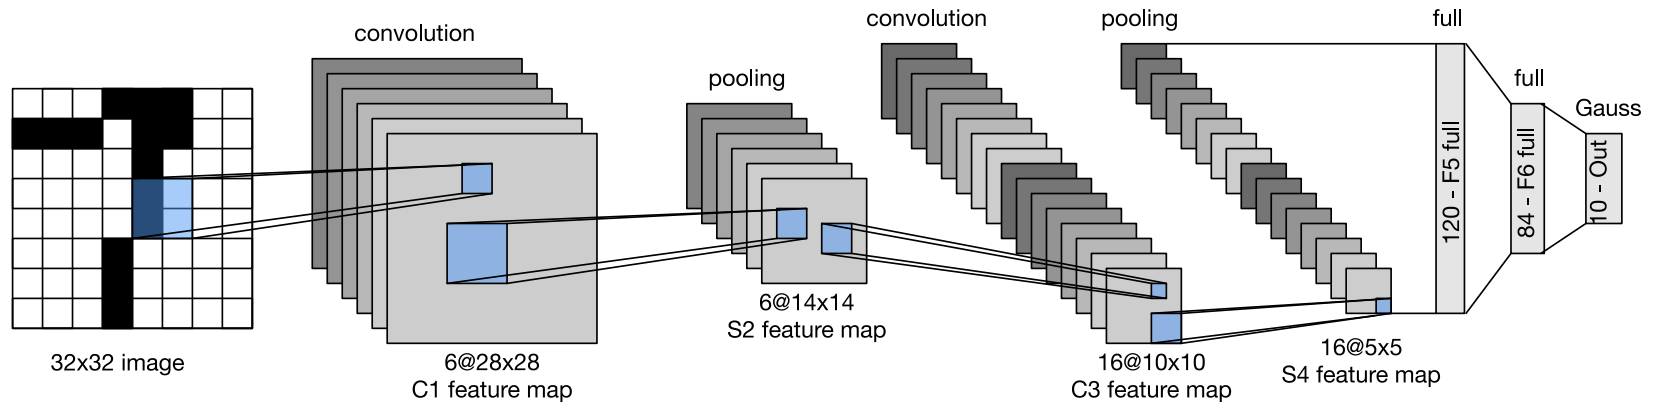 convolution
pooling
convolution
pooling
full
full
Gauss
120 - F5 full
84 - F6 full
10 - Out
32x32 image
6@28x28
C1 feature map
6@14x14
S2 feature map
16@10x10
C3 feature map
16@5x5
S4 feature map